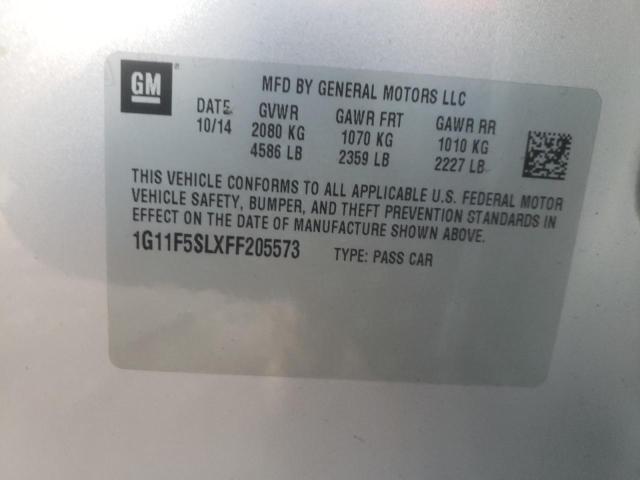 GM
MFD BY GENERAL MOTORS LLC
DATE GVWR GAWR FRT GAWR RR
10/14 2080 KG 1070 KG 1010 KG
4586 LB 2359 LB 2227 LB
THIS VEHICLE CONFORMS TO ALL APPLICABLE U.S. FEDERAL MOTOR
VEHICLE SAFETY, BUMPER, AND THEFT PREVENTION STANDARDS IN
EFFECT ON THE DATE OF MANUFACTURE SHOWN ABOVE.
1G11F5SLXFF205573 TYPE: PASS CAR